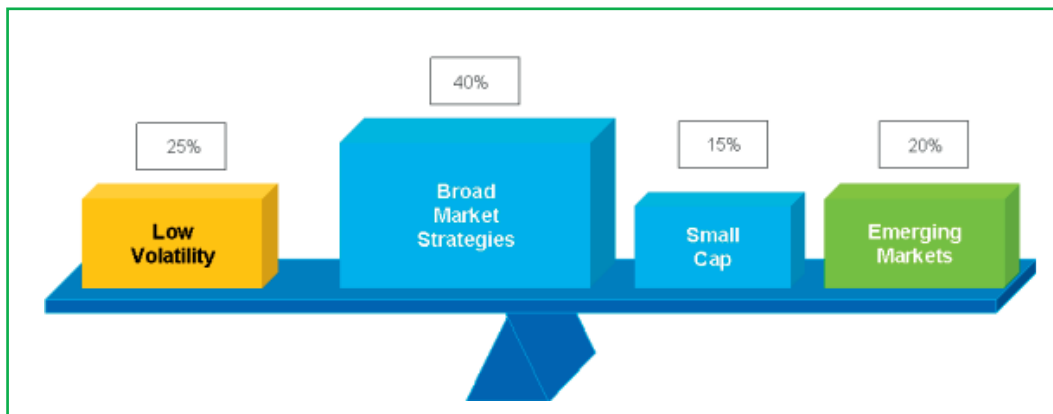 40%
25%
15%
20%
Broad
Market
Strategies
Low
Volatility
Small
Cap
Emerging
Markets